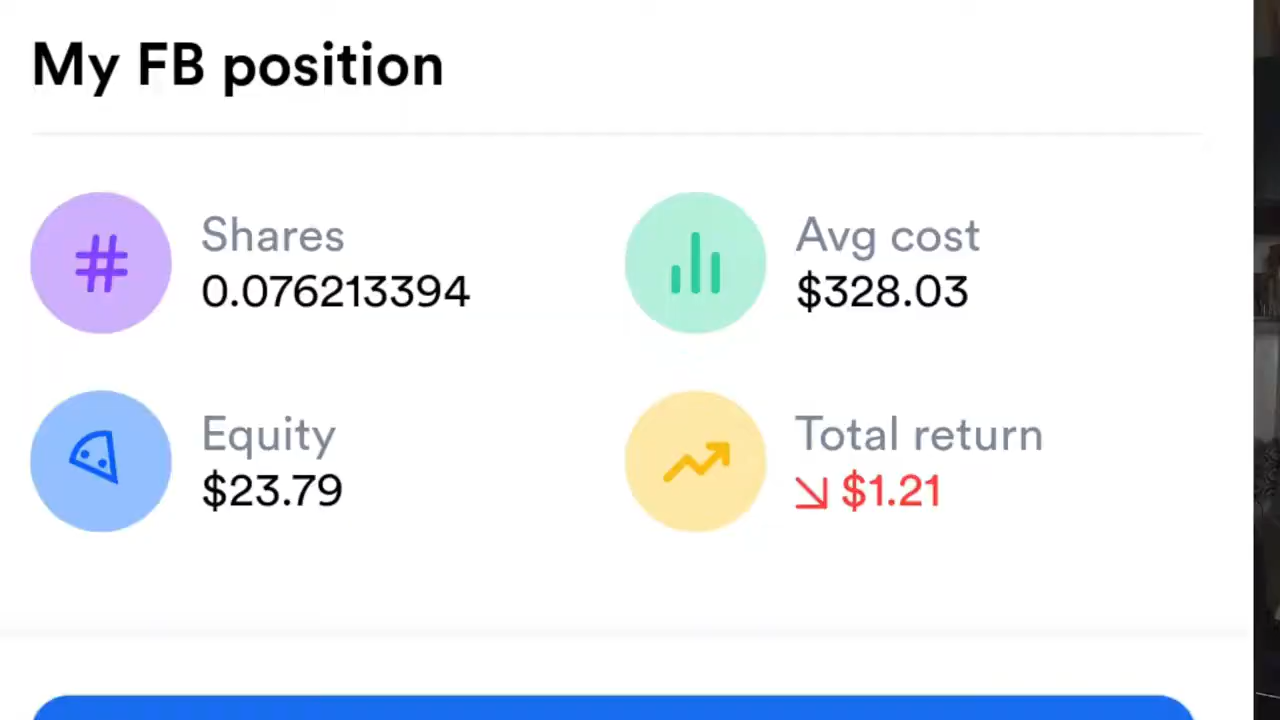 My FB position
Shares
0.076213394
Avg cost
$328.03
Equity
$23.79
Total return
$1.21